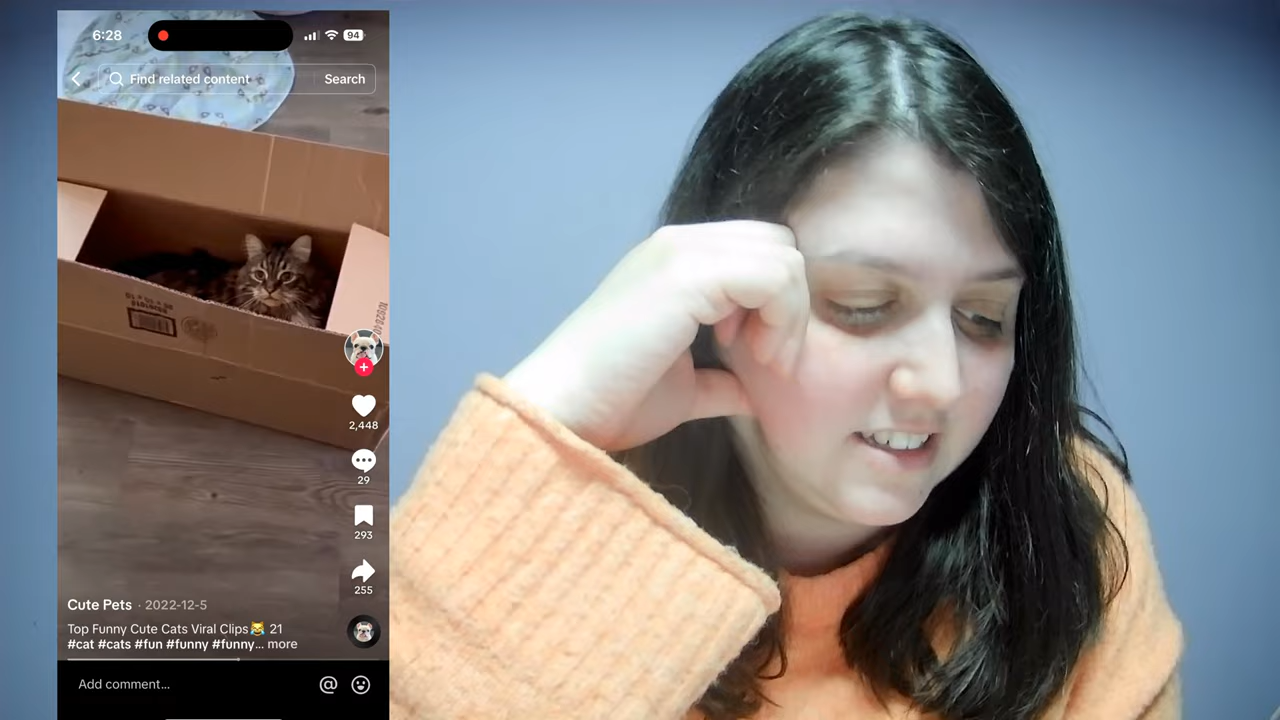 6:28
94
Find related content
Search
2,448
29
293
255
Cute Pets · 2022-12-5
Top Funny Cute Cats Viral Clips😹 21
#cat #cats #fun #funny #funny... more
Add comment...
@